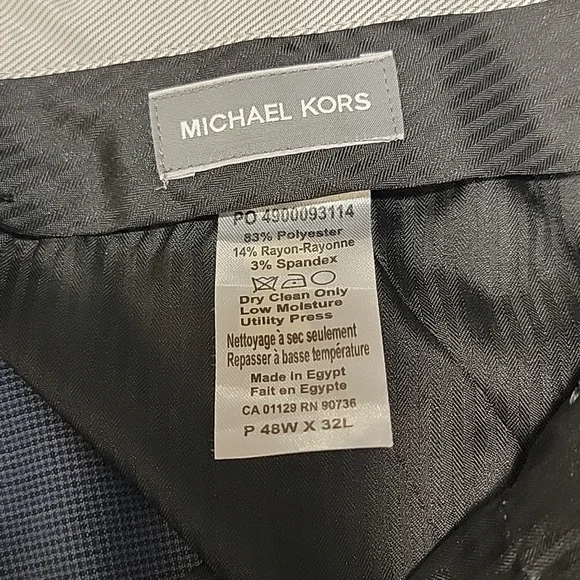 MICHAEL KORS
PO 4900093114
83% Polyester
14% Rayon-Rayonne
3% Spandex
Dry Clean Only
Low Moisture
Utility Press
Nettoyage à sec seulement
Repasser à basse température
Made in Egypt
Fait en Egypte
CA 01129 RN 90736
P 48W X 32L